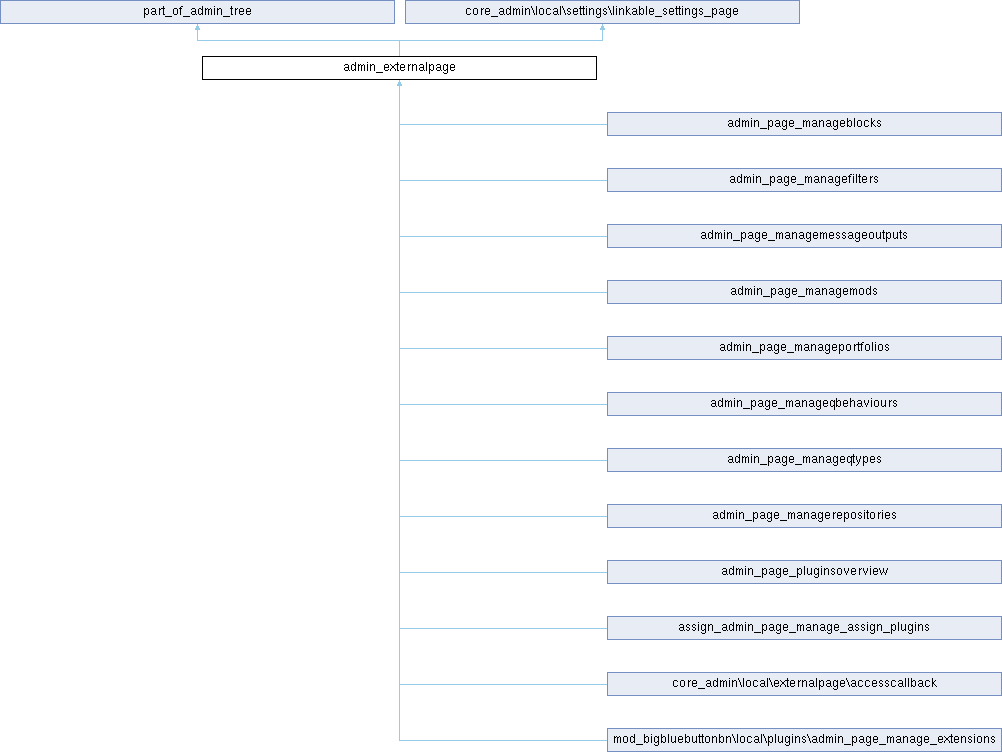 part_of_admin_tree
core_admin\local\settings\linkable_settings_page
admin_externalpage
admin_page_manageblocks
admin_page_managefilters
admin_page_managemessageoutputs
admin_page_managemods
admin_page_manageportfolios
admin_page_manageqbehaviours
admin_page_manageqtypes
admin_page_managerepositories
admin_page_pluginsoverview
assign_admin_page_manage_assign_plugins
core_admin\local\externalpage\accesscallback
mod_bigbluebuttonbn\local\plugins\admin_page_manage_extensions